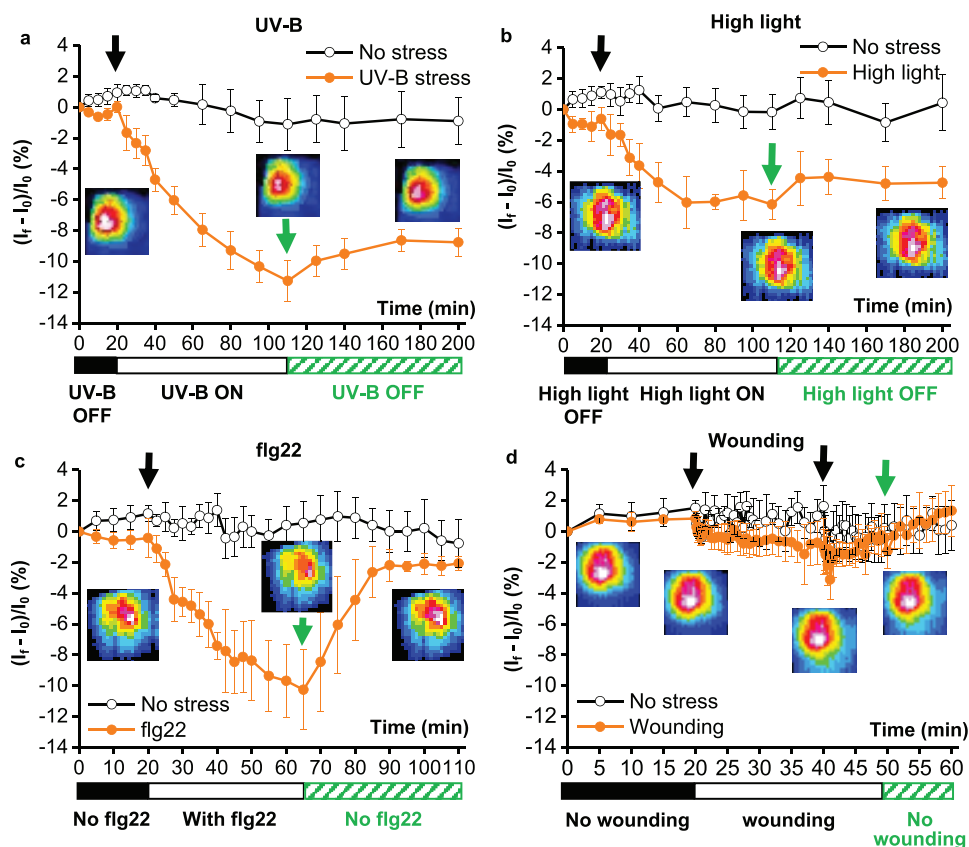 a
UV-B
No stress
UV-B stress
(If - I0)/I0 (%)
4
2
0
-2
-4
-6
-8
-10
-12
-14
Time (min)
0 20 40 60 80 100 120 140 160 180 200
UV-B OFF
UV-B ON
UV-B OFF
b
High light
No stress
High light
(If - I0)/I0 (%)
4
2
0
-2
-4
-6
-8
-10
-12
-14
Time (min)
0 20 40 60 80 100 120 140 160 180 200
High light OFF
High light ON
High light OFF
c
flg22
(If - I0)/I0 (%)
4
2
0
-2
-4
-6
-8
-10
-12
-14
No stress
flg22
Time (min)
0 10 20 30 40 50 60 70 80 90 100 110
No flg22
With flg22
No flg22
d
Wounding
(If - I0)/I0 (%)
4
2
0
-2
-4
-6
-8
-10
-12
-14
No stress
Wounding
Time (min)
0 5 10 15 20 25 30 35 40 45 50 55 60
No wounding
wounding
No wounding